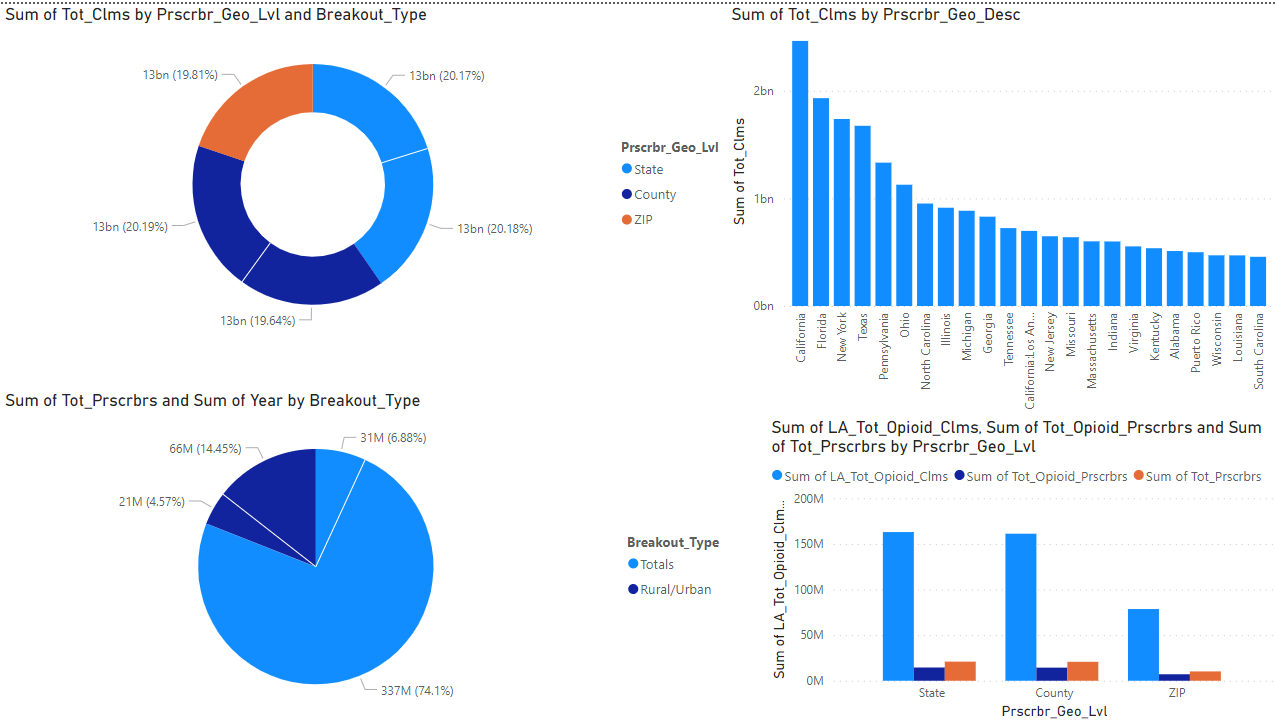 Sum of Tot_Clms by Prscrbr_Geo_Lvl and Breakout_Type
13bn (19.81%)
13bn (20.17%)
13bn (20.19%)
13bn (20.18%)
13bn (19.64%)
Prscrbr_Geo_Lvl
State
County
ZIP
Sum of Tot_Clms by Prscrbr_Geo_Desc
Sum of Tot_Clms
2bn
1bn
0bn
California
Florida
New York
Texas
Pennsylvania
Ohio
North Carolina
Illinois
Michigan
Georgia
Tennessee
California:Los An...
New Jersey
Missouri
Massachusetts
Indiana
Virginia
Kentucky
Alabama
Puerto Rico
Wisconsin
Louisiana
South Carolina
Sum of Tot_Prscrbrs and Sum of Year by Breakout_Type
66M (14.45%)
31M (6.88%)
21M (4.57%)
337M (74.1%)
Breakout_Type
Totals
Rural/Urban
Sum of LA_Tot_Opioid_Clms, Sum of Tot_Opioid_Prscrbrs and Sum
of Tot_Prscrbrs by Prscrbr_Geo_Lvl
Sum of LA_Tot_Opioid_Clms Sum of Tot_Opioid_Prscrbrs Sum of Tot_Prscrbrs
Sum of LA_Tot_Opioid_Clm...
200M
150M
100M
50M
0M
State
County
ZIP
Prscrbr_Geo_Lvl